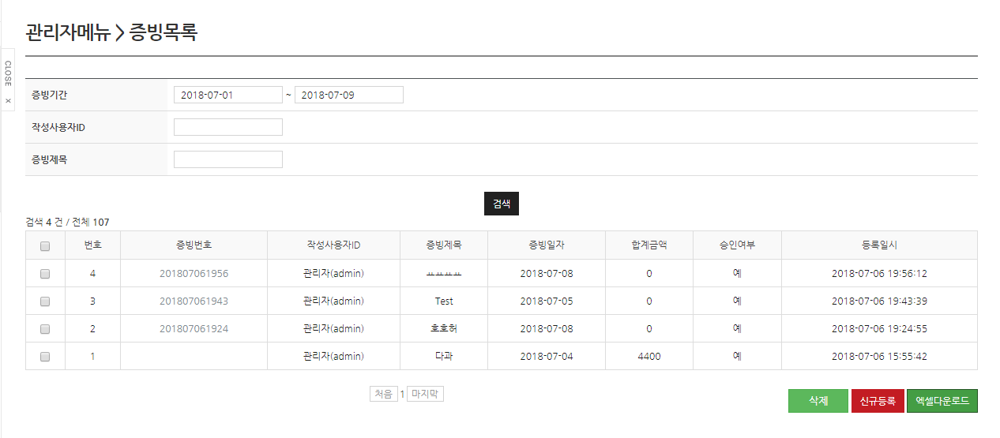 관리자메뉴 > 증빙목록
CLOSE X
증빙기간 2018-07-01 ~ 2018-07-09
작성사용자ID
증빙제목
검색
검색 4 건 / 전체 107
번호 증빙번호 작성사용자ID 증빙제목 증빙일자 합계금액 승인여부 등록일시
4 201807061956 관리자(admin) ㅛㅛㅛㅛ 2018-07-08 0 예 2018-07-06 19:56:12
3 201807061943 관리자(admin) Test 2018-07-05 0 예 2018-07-06 19:43:39
2 201807061924 관리자(admin) 호호허 2018-07-08 0 예 2018-07-06 19:24:55
1 관리자(admin) 다과 2018-07-04 4400 예 2018-07-06 15:55:42
처음 1 마지막
삭제 신규등록 엑셀다운로드